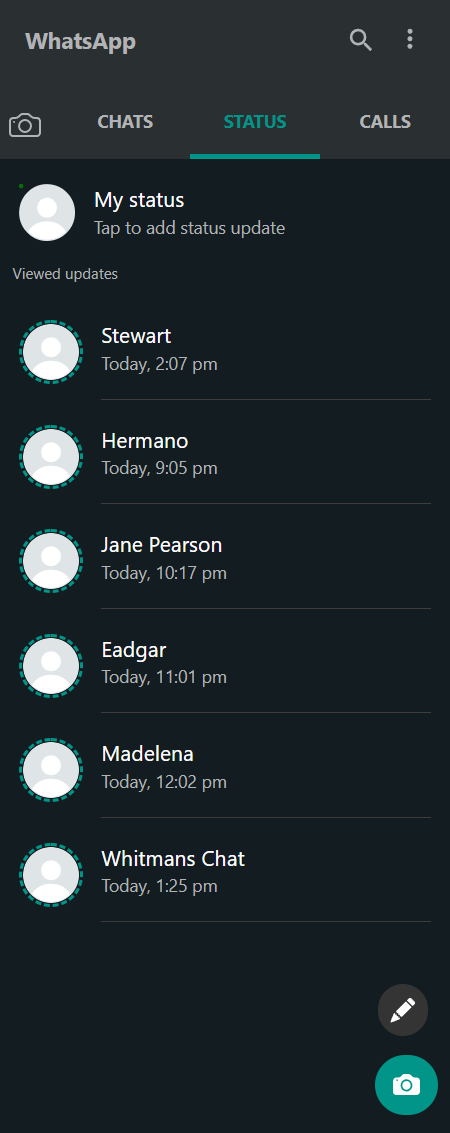 WhatsApp
CHATS
STATUS
CALLS
My status
Tap to add status update
Viewed updates
Stewart
Today, 2:07 pm
Hermano
Today, 9:05 pm
Jane Pearson
Today, 10:17 pm
Eadgar
Today, 11:01 pm
Madelena
Today, 12:02 pm
Whitmans Chat
Today, 1:25 pm